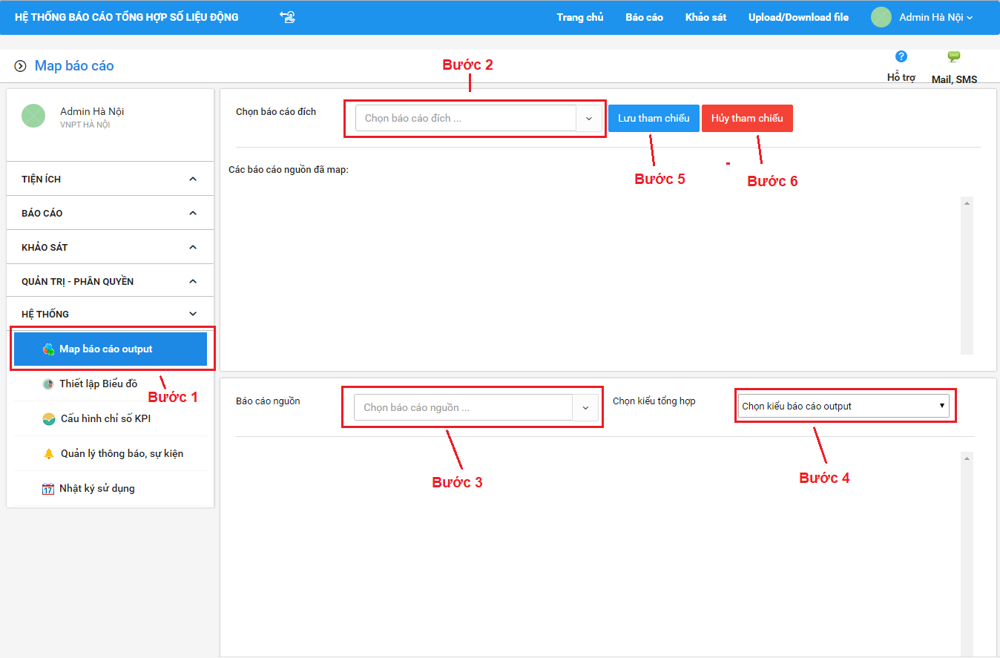 HỆ THỐNG BÁO CÁO TỔNG HỢP SỐ LIỆU ĐỘNG
Trang chủ
Báo cáo
Khảo sát
Upload/Download file
Admin Hà Nội
Map báo cáo
Hỗ trợ
SMS
Mail, SMS
Admin Hà Nội
VNPT HÀ NỘI
TIỆN ÍCH
BÁO CÁO
KHẢO SÁT
QUẢN TRỊ - PHÂN QUYỀN
HỆ THỐNG
Map báo cáo output
Bước 1
Thiết lập Biểu đồ
Cấu hình chỉ số KPI
Quản lý thông báo, sự kiện
17
Nhật ký sử dụng
Bước 2
Chọn báo cáo đích
Chọn báo cáo đích ...
Lưu tham chiếu
Hủy tham chiếu
Bước 5
Bước 6
Các báo cáo nguồn đã map:
Báo cáo nguồn
Chọn báo cáo nguồn ...
Chọn kiểu tổng hợp
Chọn kiểu báo cáo output
Bước 3
Bước 4